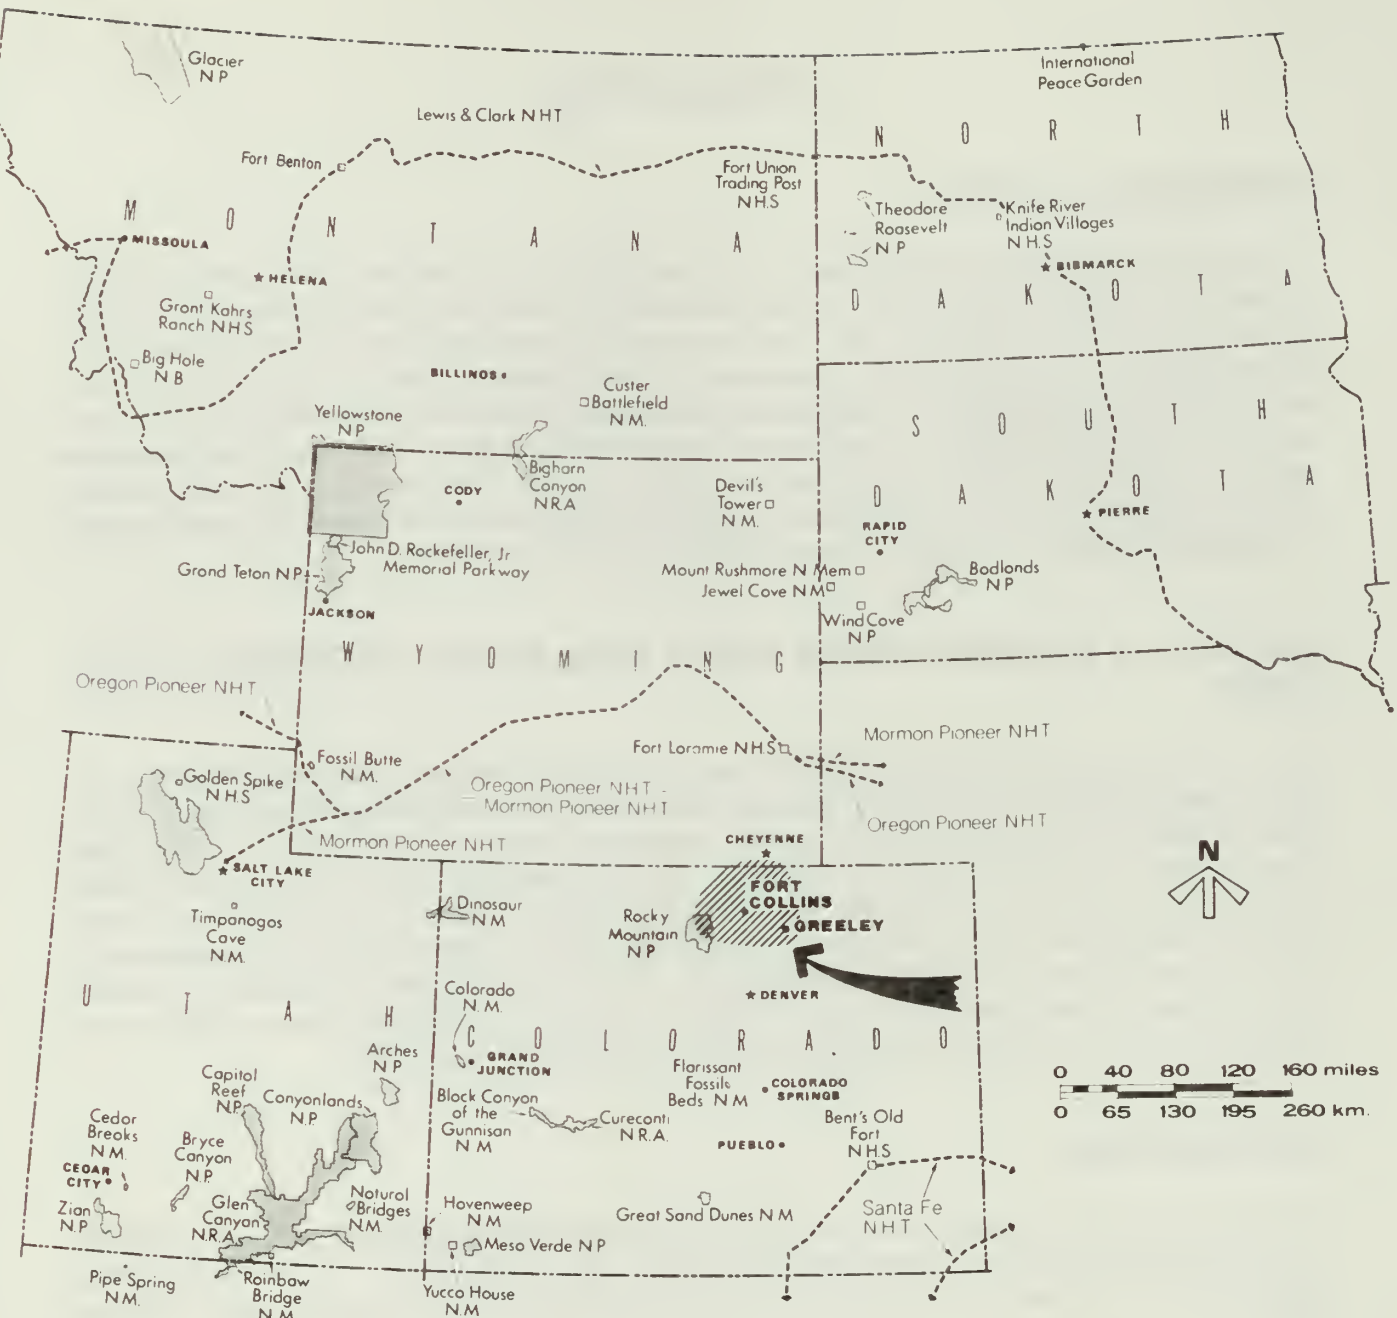 Glacier
N P
International
Peace Garden
Lewis & Clark N H T
N O R T H
Fort Benton
Fort Union
Trading Post
N H.S
M O N T A N A
MISSOULA
Theodore
Roosevelt
N P
Knife River
Indian Villages
N H. S
HELENA
BISMARCK
D A K O T A
Grant Kohrs
Ranch N H S
Big Hole
N B
BILLINGS
Custer
Battlefield
N M.
Yellowstone
N P
S O U T H
Bighorn
Canyon
N.R.A
CODY
Devil's
Tower
N M.
D A K O T A
RAPID
CITY
PIERRE
John D. Rockefeller, Jr
Memorial Parkway
Grand Teton N P
Mount Rushmore N Mem
Jewel Cave N M
Badlands
N P
JACKSON
Wind Cave
N P
W Y O M I N G
Oregon Pioneer N H T
Mormon Pioneer N H T
Fort Laramie N H.S
Fossil Butte
N M.
Golden Spike
N H.S
Oregon Pioneer N H T -
Mormon Pioneer N H T
Oregon Pioneer N H T
Mormon Pioneer N H T
CHEYENNE
N
SALT LAKE
CITY
FORT
COLLINS
GREELEY
Timpanogos
Cave
N.M.
Dinosaur
N M
Rocky
Mountain
N P
DENVER
U T A H
Colorado
N. M.
C O L O R A D O
Arches
N P
GRAND
JUNCTION
Florissant
Fossil
Beds N M
COLORADO
SPRINGS
0 40 80 120 160 miles
0 65 130 195 260 km.
Capitol
Reef
N.P.
Canyonlands
N.P.
Black Canyon
of the
Gunnison
N M
Curecanti
N.R.A.
PUEBLO
Bent's Old
Fort
N H.S
Cedar
Breaks
N M.
Bryce
Canyon
N.P.
CEDAR
CITY
Zion
N.P
Glen
Canyon
N.R.A
Natural
Bridges
N.M.
Hovenweep
N M
Great Sand Dunes N M
Santa Fe
N H T
Mesa Verde N P
Pipe Spring
N M.
Rainbow
Bridge
N M
Yucca House
N M